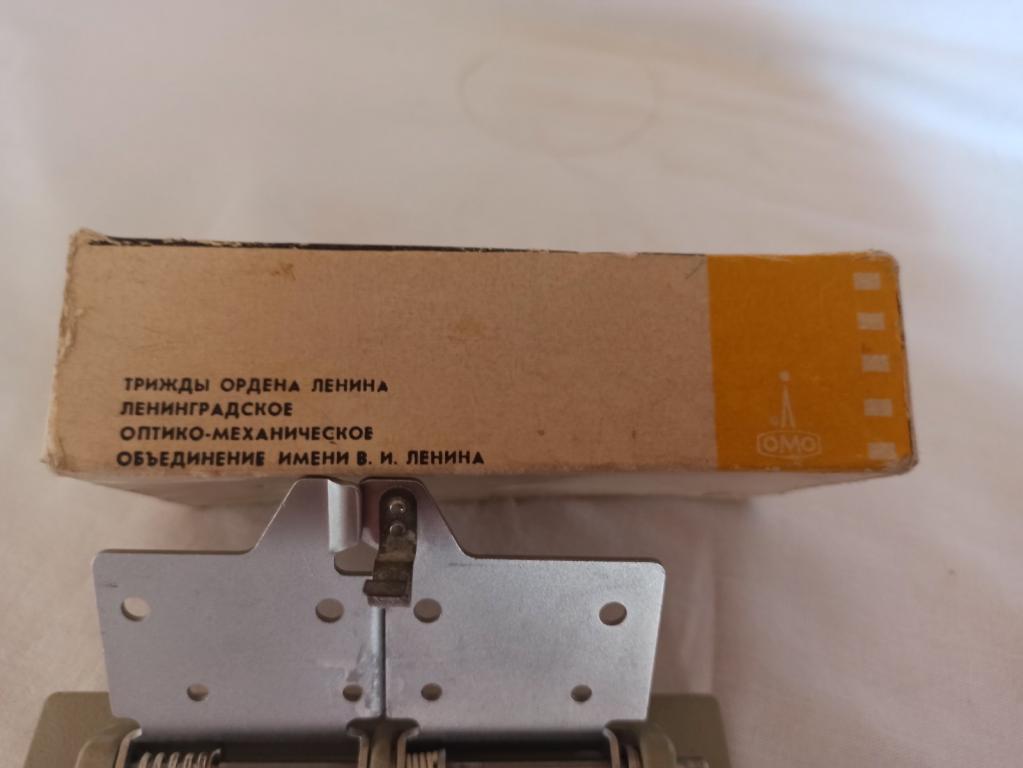 ТРИЖДЫ ОРДЕНА ЛЕНИНА
ЛЕНИНГРАДСКОЕ
ОПТИКО-МЕХАНИЧЕСКОЕ
ОБЪЕДИНЕНИЕ ИМЕНИ В. И. ЛЕНИНА
ОМО